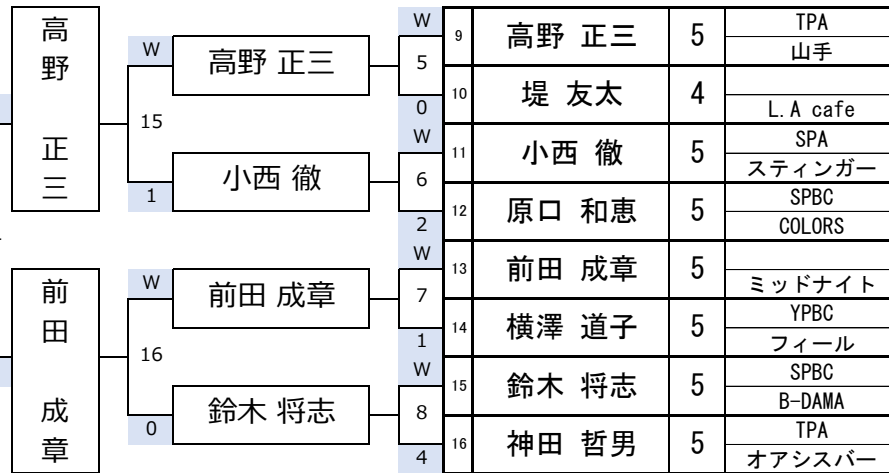 高野 正三
W
15
1
高野 正三
小西 徹
W
5
0
W
6
2
9 高野 正三 5 TPA
山手
10 堤 友太 4
L.A cafe
11 小西 徹 5 SPA
スティンガー
12 原口 和恵 5 SPBC
COLORS
前田 成章
W
16
0
前田 成章
鈴木 将志
W
7
1
W
8
4
13 前田 成章 5
ミッドナイト
14 横澤 道子 5 YPBC
フィール
15 鈴木 将志 5 SPBC
B-DAMA
16 神田 哲男 5 TPA
オアシスバー